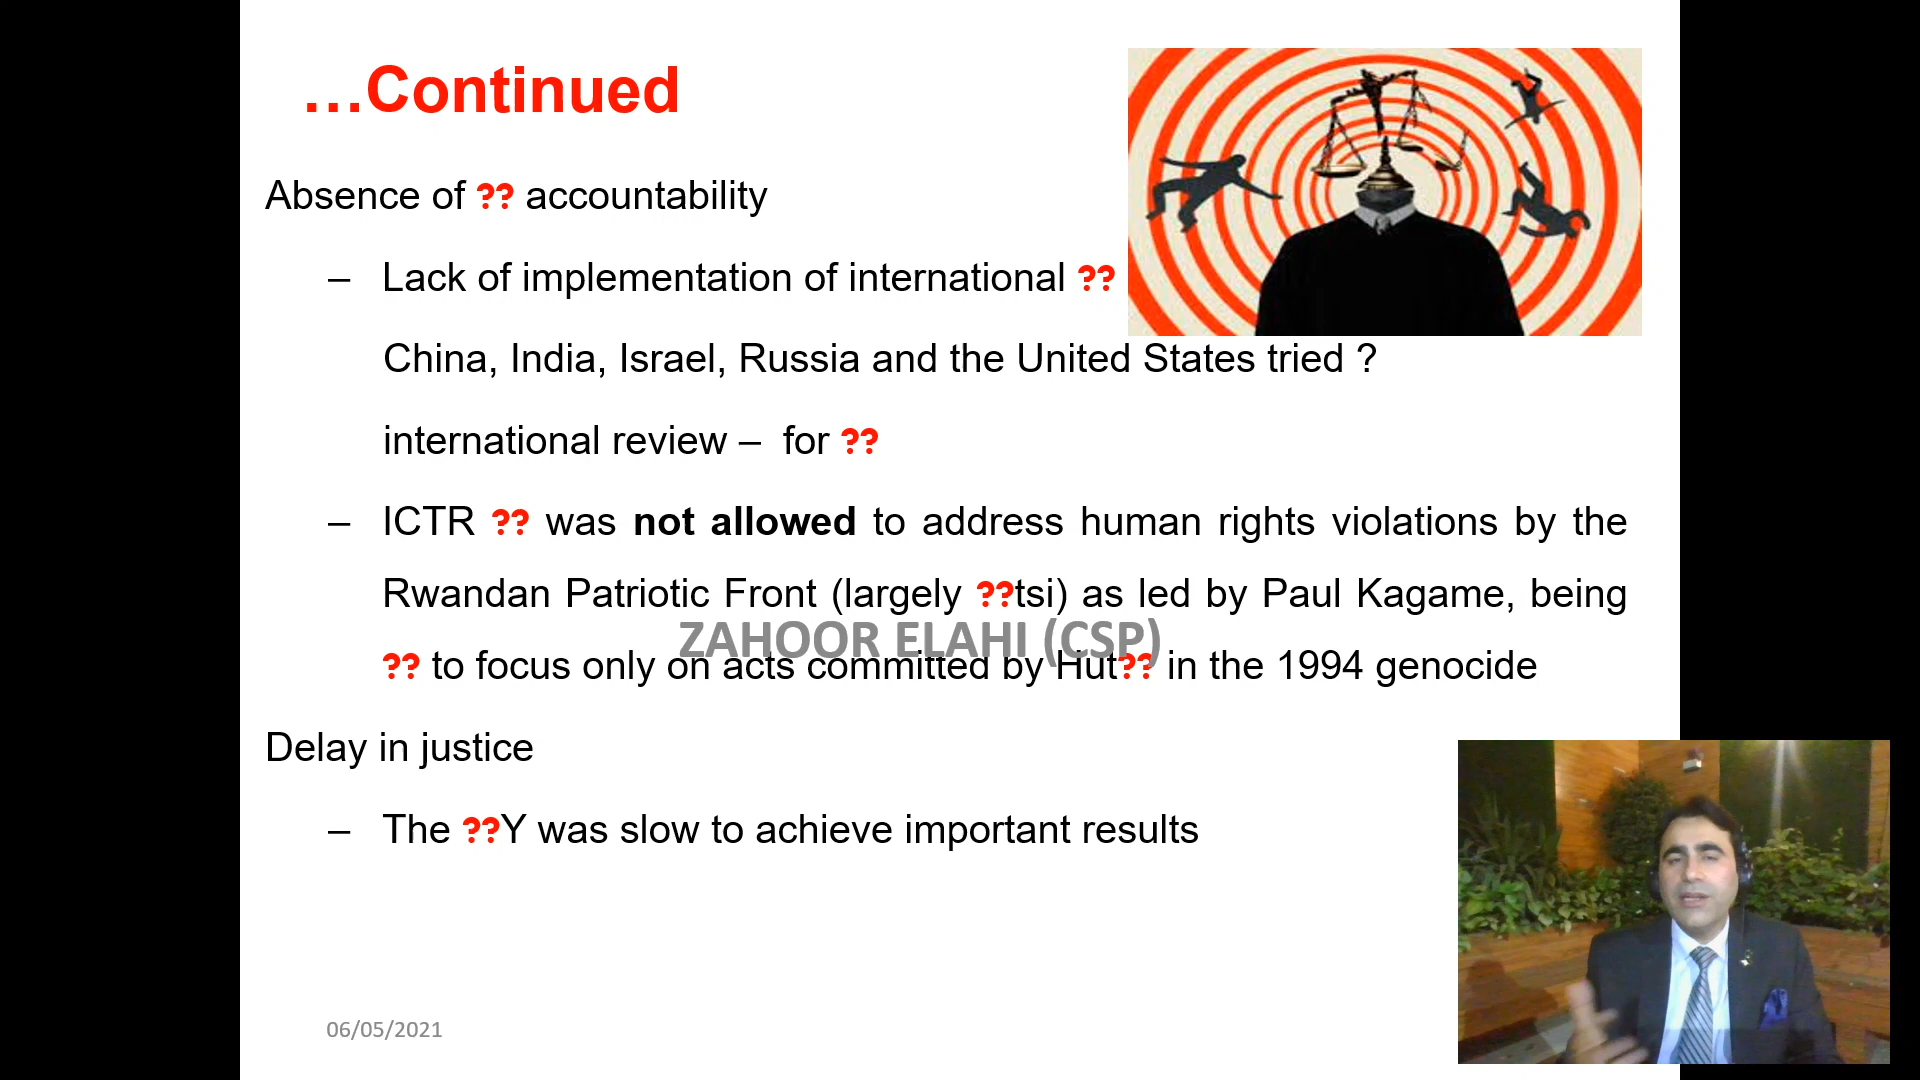 …Continued
Absence of ?? accountability
– Lack of implementation of international ??
China, India, Israel, Russia and the United States tried ?
international review – for ??
– ICTR ?? was not allowed to address human rights violations by the
Rwandan Patriotic Front (largely ??tsi) as led by Paul Kagame, being
ZAHOOR ELAHI (CSP)
?? to focus only on acts committed by Hut?? in the 1994 genocide
Delay in justice
– The ??Y was slow to achieve important results
06/05/2021